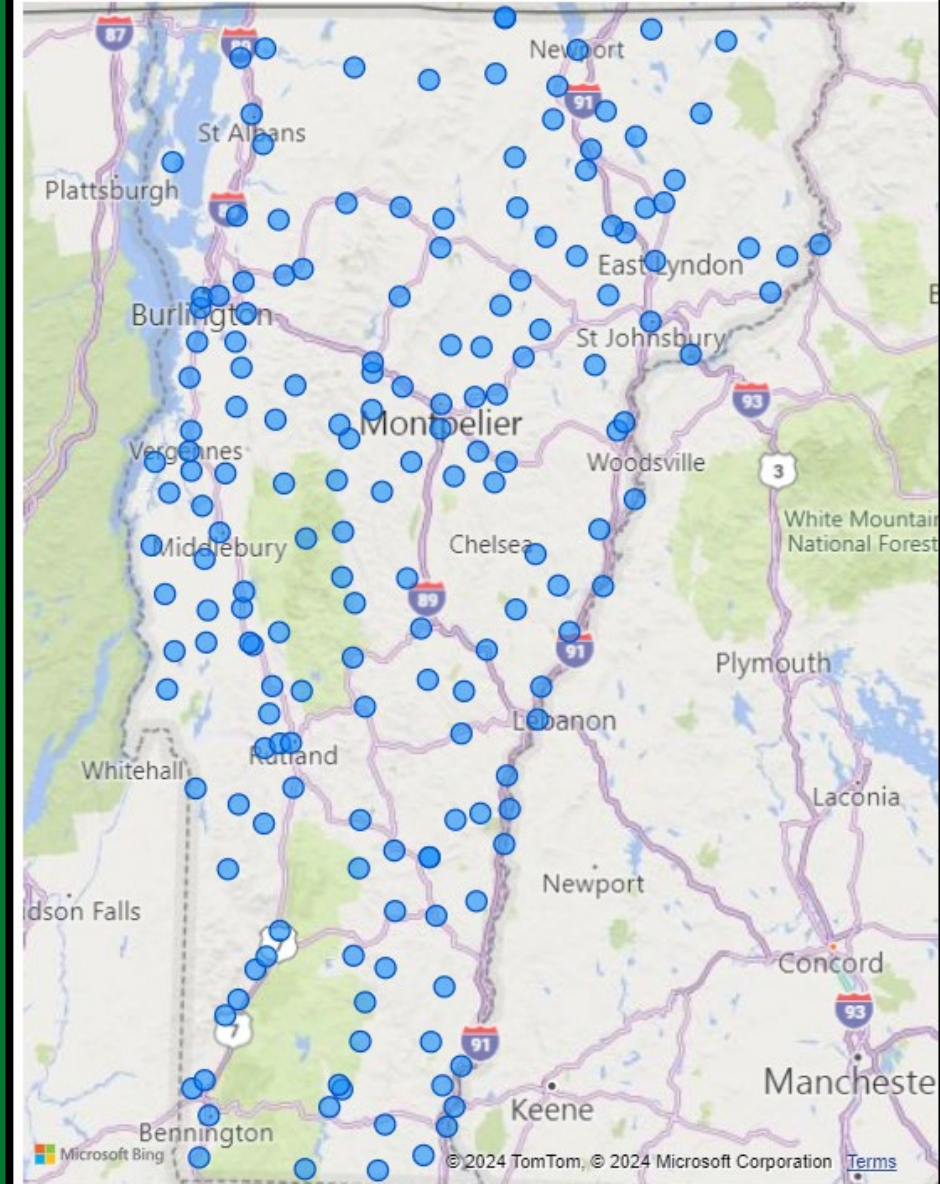 87
89
Newport
91
St Albans
Plattsburgh
East Lyndon
Burlington
St Johnsbury
93
Montpelier
Vergennes
Woodsville
3
White Mountain
National Forest
Middlebury
Chelsea
89
91
Plymouth
Lebanon
Rutland
Whitehall
Laconia
Newport
dson Falls
7
Concord
93
7
91
Mancheste
Keene
Bennington
Microsoft Bing
© 2024 TomTom, © 2024 Microsoft Corporation Terms